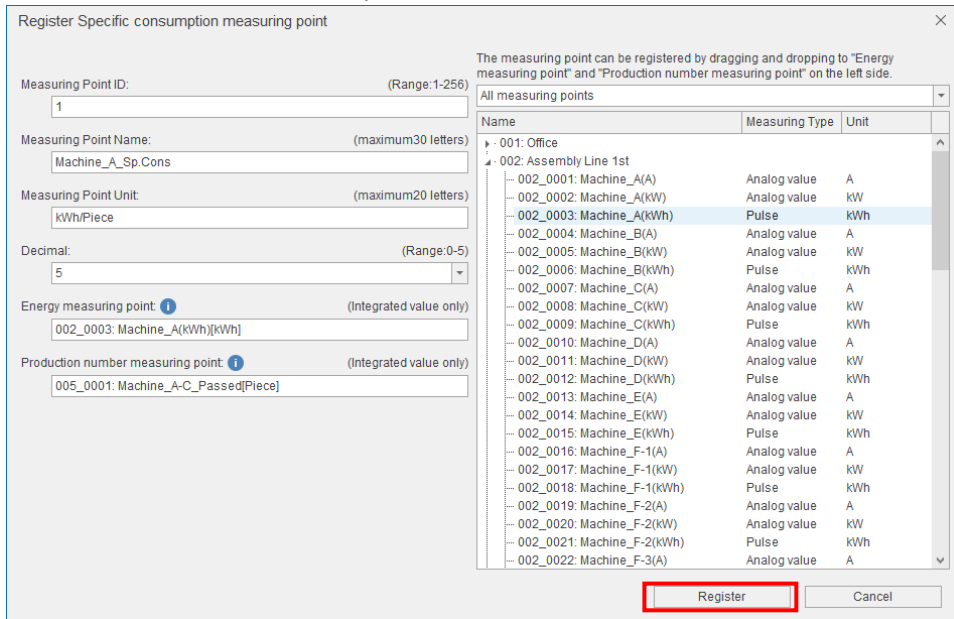 Register Specific consumption measuring point
The measuring point can be registered by dragging and dropping to "Energy
measuring point" and "Production number measuring point" on the left side.
Measuring Point ID: (Range:1-256)
1
Measuring Point Name: (maximum30 letters)
Machine_A_Sp.Cons
Measuring Point Unit: (maximum20 letters)
kWh/Piece
Decimal: (Range:0-5)
5
Energy measuring point: i (Integrated value only)
002_0003: Machine_A(kWh)[kWh]
Production number measuring point: i (Integrated value only)
005_0001: Machine_A-C_Passed[Piece]
All measuring points
Name Measuring Type Unit
001: Office
002: Assembly Line 1st
002_0001: Machine_A(A) Analog value A
002_0002: Machine_A(kW) Analog value kW
002_0003: Machine_A(kWh) Pulse kWh
002_0004: Machine_B(A) Analog value A
002_0005: Machine_B(kW) Analog value kW
002_0006: Machine_B(kWh) Pulse kWh
002_0007: Machine_C(A) Analog value A
002_0008: Machine_C(kW) Analog value kW
002_0009: Machine_C(kWh) Pulse kWh
002_0010: Machine_D(A) Analog value A
002_0011: Machine_D(kW) Analog value kW
002_0012: Machine_D(kWh) Pulse kWh
002_0013: Machine_E(A) Analog value A
002_0014: Machine_E(kW) Analog value kW
002_0015: Machine_E(kWh) Pulse kWh
002_0016: Machine_F-1(A) Analog value A
002_0017: Machine_F-1(kW) Analog value kW
002_0018: Machine_F-1(kWh) Pulse kWh
002_0019: Machine_F-2(A) Analog value A
002_0020: Machine_F-2(kW) Analog value kW
002_0021: Machine_F-2(kWh) Pulse kWh
002_0022: Machine_F-3(A) Analog value A
Register Cancel